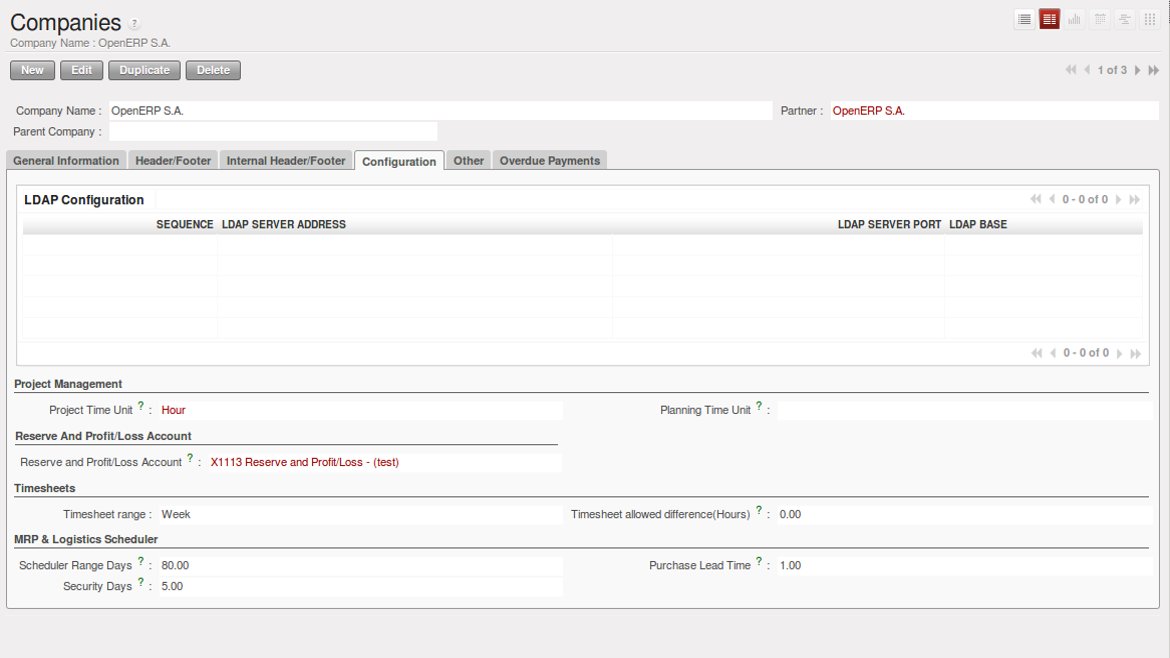 Companies ?
Company Name : OpenERP S.A.
New Edit Duplicate Delete 1 of 3
Company Name : OpenERP S.A. Partner : OpenERP S.A.
Parent Company :
General Information Header/Footer Internal Header/Footer Configuration Other Overdue Payments
LDAP Configuration 0 - 0 of 0
SEQUENCE LDAP SERVER ADDRESS LDAP SERVER PORT LDAP BASE
0 - 0 of 0
Project Management
Project Time Unit ? : Hour Planning Time Unit ? :
Reserve And Profit/Loss Account
Reserve and Profit/Loss Account ? : X1113 Reserve and Profit/Loss - (test)
Timesheets
Timesheet range : Week Timesheet allowed difference(Hours) ? : 0.00
MRP & Logistics Scheduler
Scheduler Range Days ? : 80.00 Purchase Lead Time ? : 1.00
Security Days ? : 5.00